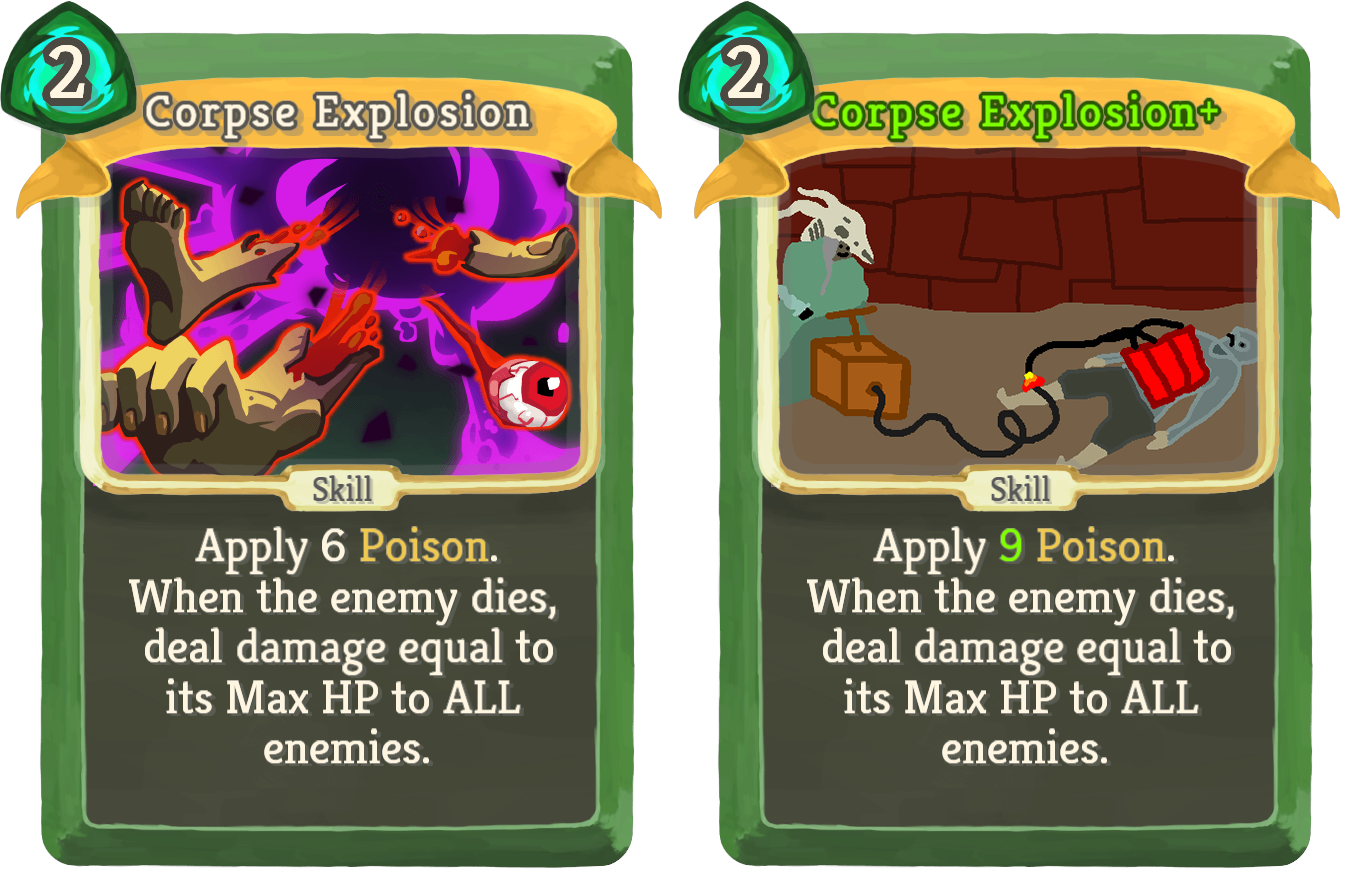 2
Corpse Explosion
Skill
Apply 6 Poison.
When the enemy dies,
deal damage equal to
its Max HP to ALL
enemies.
2
Corpse Explosion+
Skill
Apply 9 Poison.
When the enemy dies,
deal damage equal to
its Max HP to ALL
enemies.